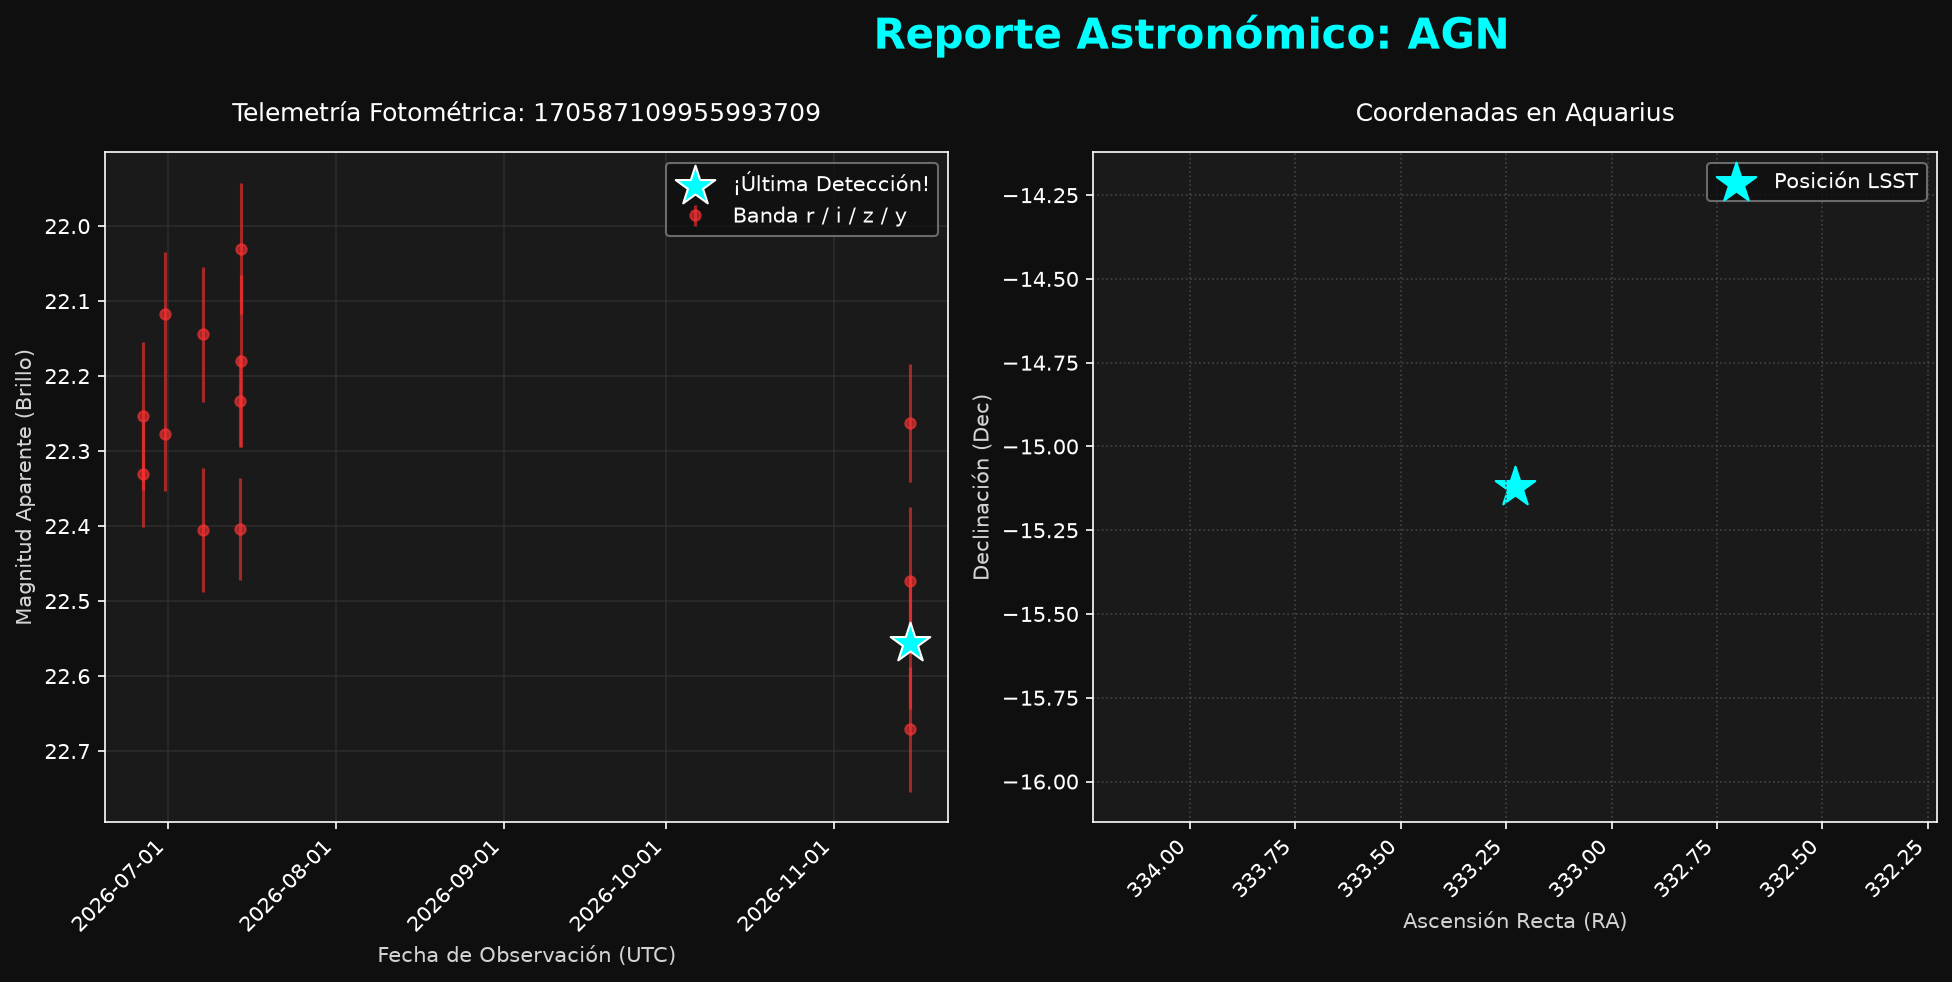 Reporte Astronómico: AGN
Telemetría Fotométrica: 170587109955993709
¡Última Detección!
Banda r / i / z / y
Magnitud Aparente (Brillo)
22.0
22.1
22.2
22.3
22.4
22.5
22.6
22.7
2026-07-01
2026-08-01
2026-09-01
2026-10-01
2026-11-01
Fecha de Observación (UTC)
Coordenadas en Aquarius
Posición LSST
Declinación (Dec)
−14.25
−14.50
−14.75
−15.00
−15.25
−15.50
−15.75
−16.00
334.00
333.75
333.50
333.25
333.00
332.75
332.50
332.25
Ascensión Recta (RA)